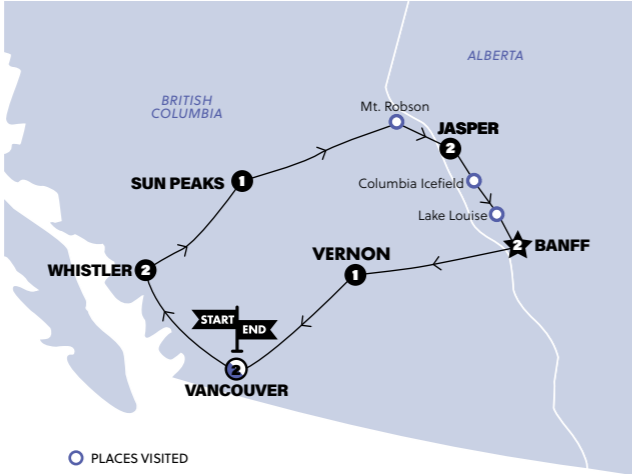 ALBERTA
BRITISH
COLUMBIA
Mt. Robson
JASPER
2
SUN PEAKS
1
Columbia Icefield
Lake Louise
2
BANFF
VERNON
1
WHISTLER
2
START
END
2
VANCOUVER
PLACES VISITED